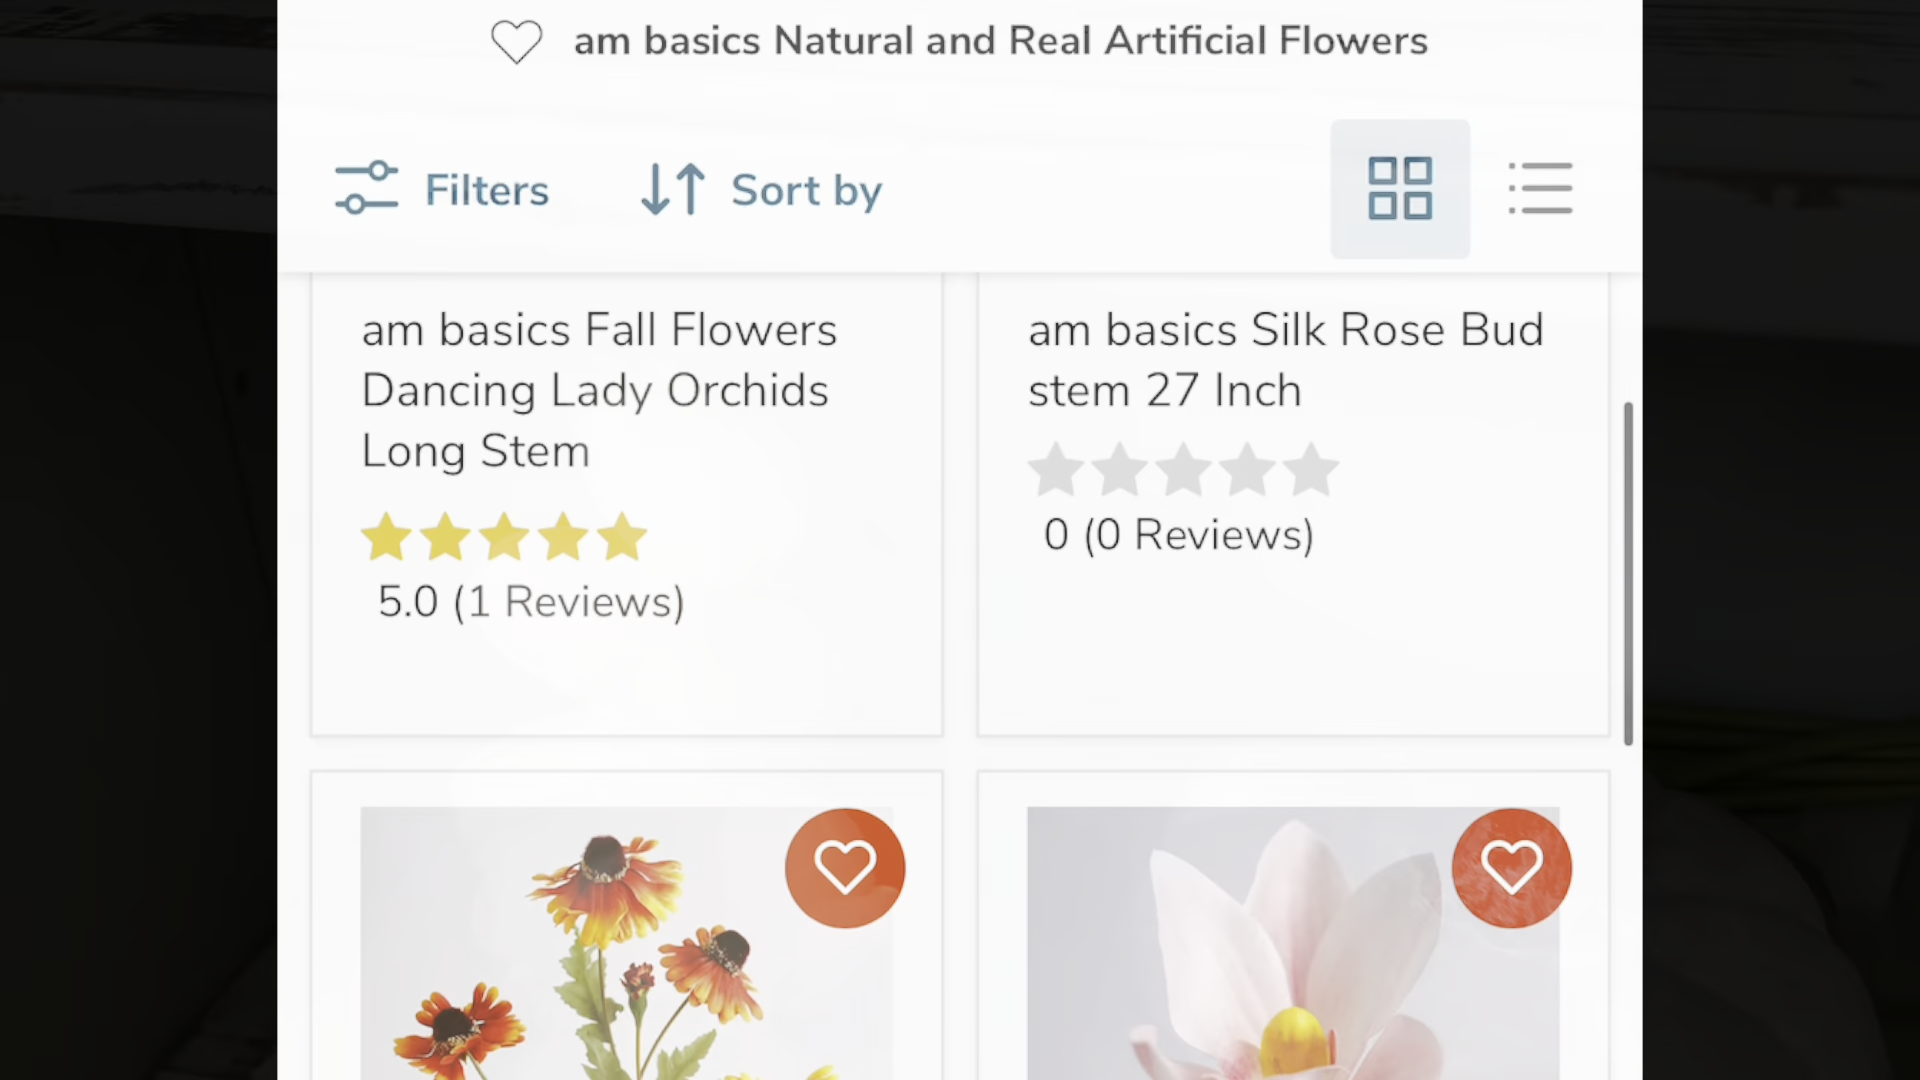 am basics Natural and Real Artificial Flowers
Filters
Sort by
am basics Fall Flowers
Dancing Lady Orchids
Long Stem
5.0 (1 Reviews)
am basics Silk Rose Bud
stem 27 Inch
0 (0 Reviews)